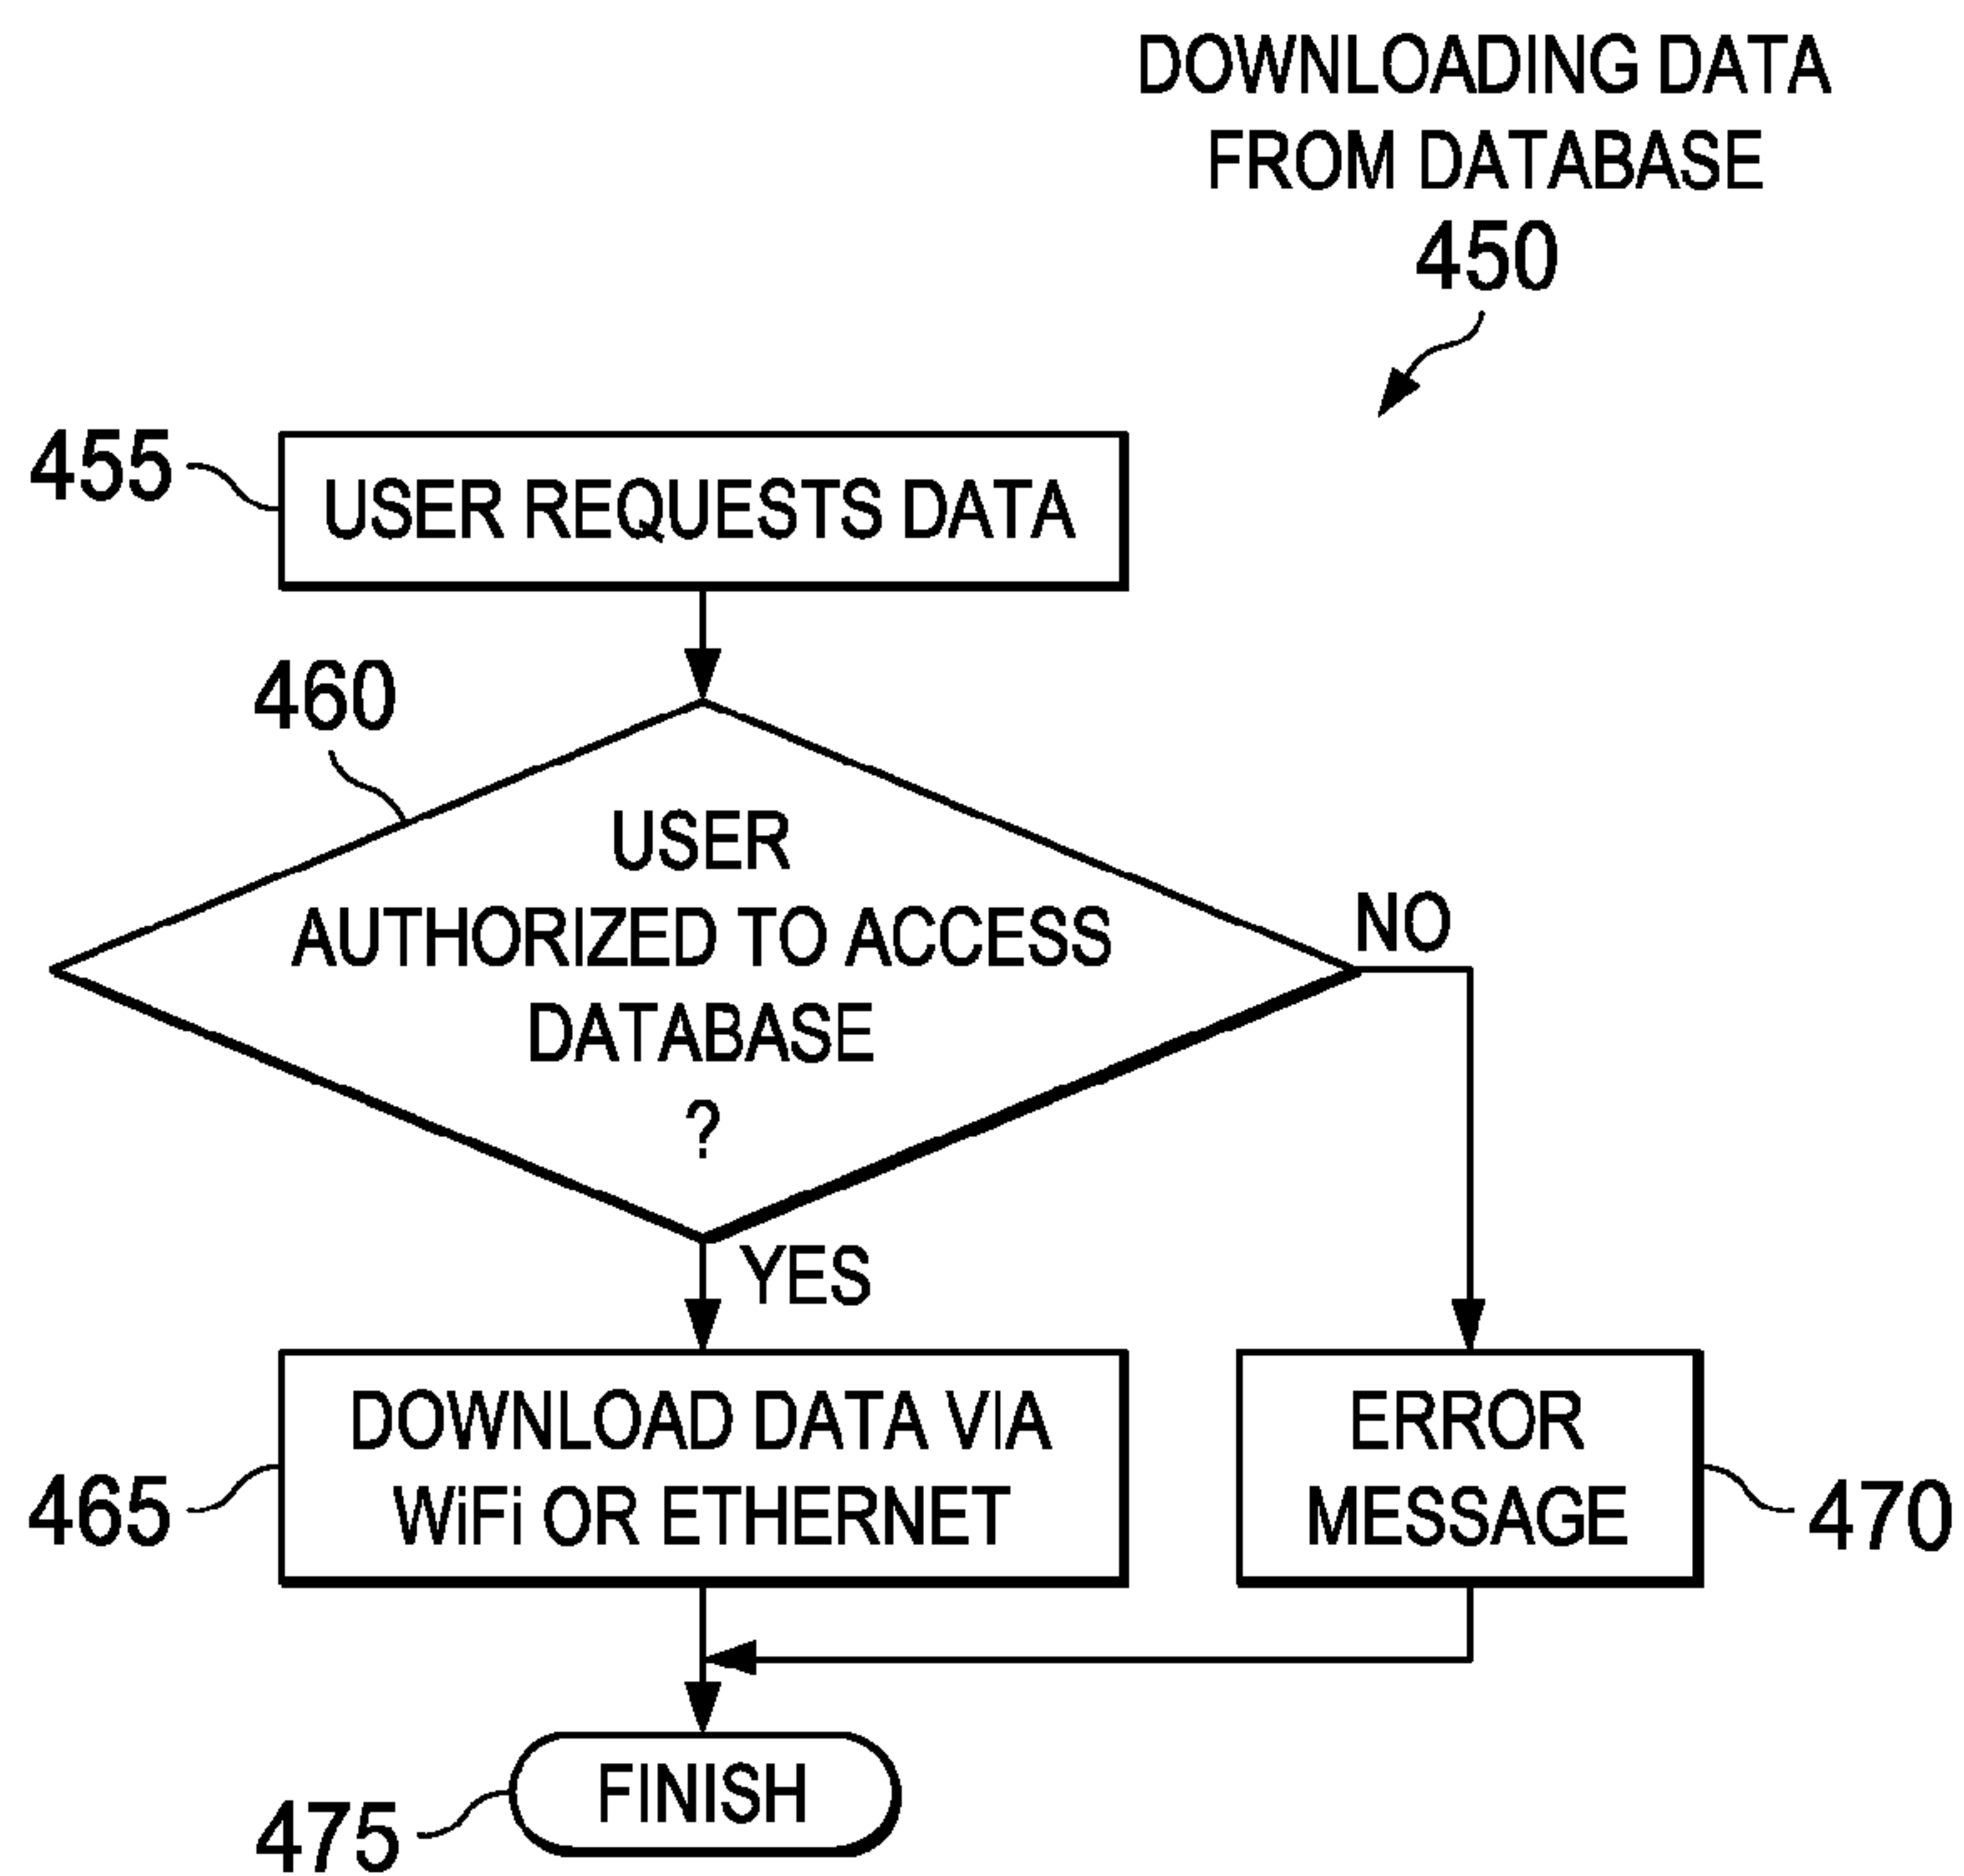 DOWNLOADING DATA
FROM DATABASE
450
455
USER REQUESTS DATA
460
USER
AUTHORIZED TO ACCESS
DATABASE
?
NO
YES
DOWNLOAD DATA VIA
WiFi OR ETHERNET
465
ERROR
MESSAGE
470
FINISH
475